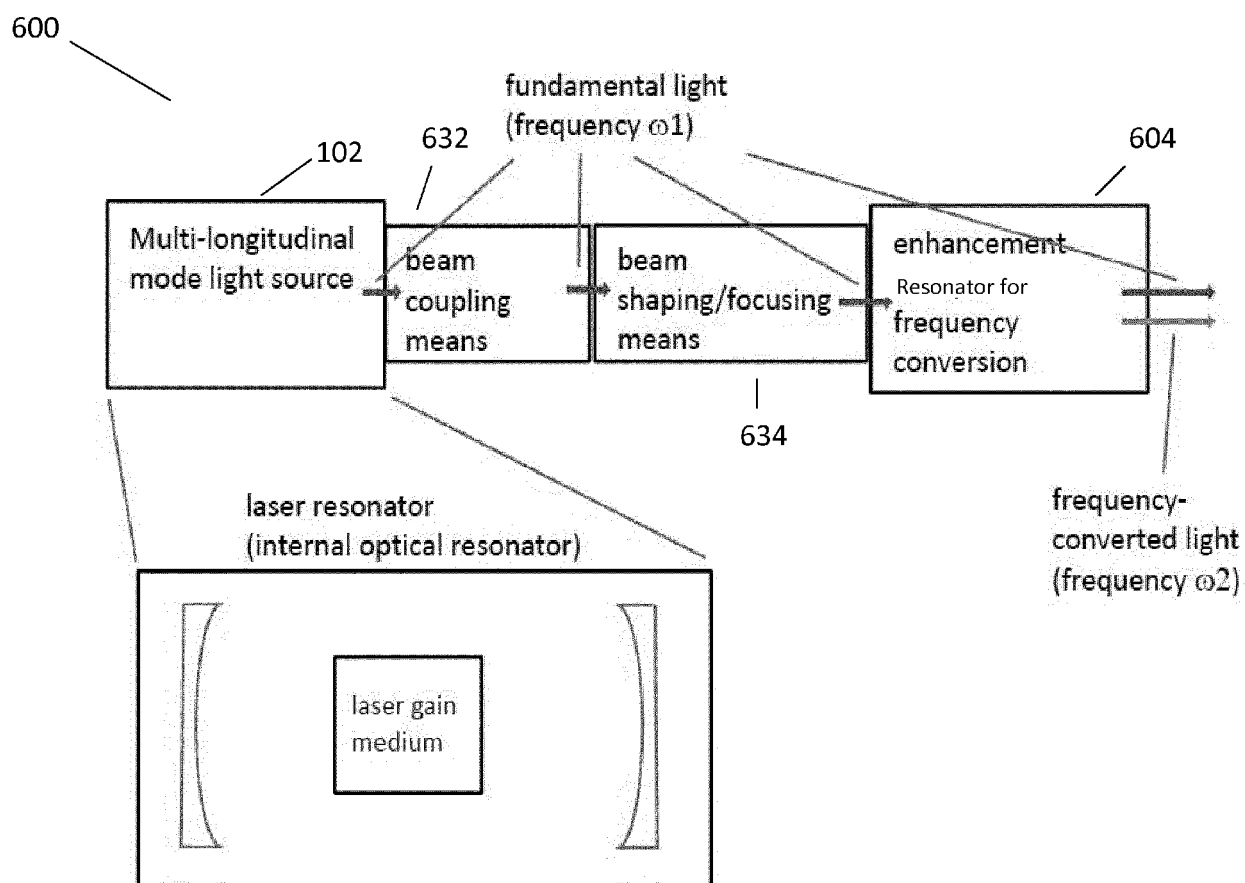 600
fundamental light
(frequency ω1)
102
632
604
Multi-longitudinal
mode light source
beam
coupling
means
beam
shaping/focusing
means
enhancement
Resonator for
frequency
conversion
634
laser resonator
(internal optical resonator)
frequency-
converted light
(frequency ω2)
laser gain
medium